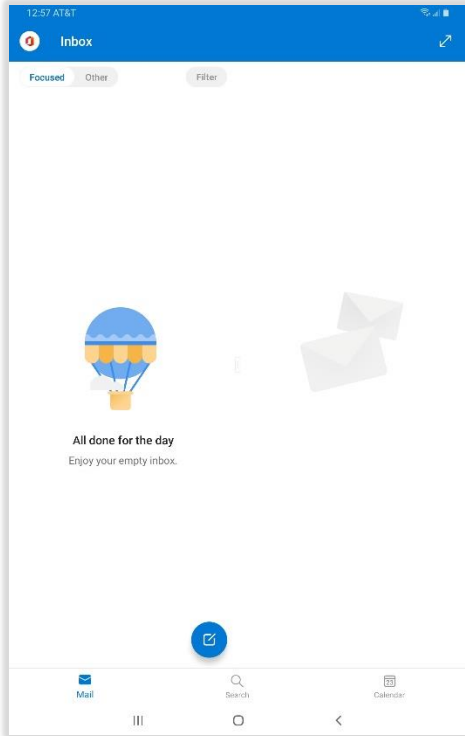 12:57 AT&T
Inbox
Focused Other Filter
All done for the day
Enjoy your empty inbox.
23
Mail Search Calendar